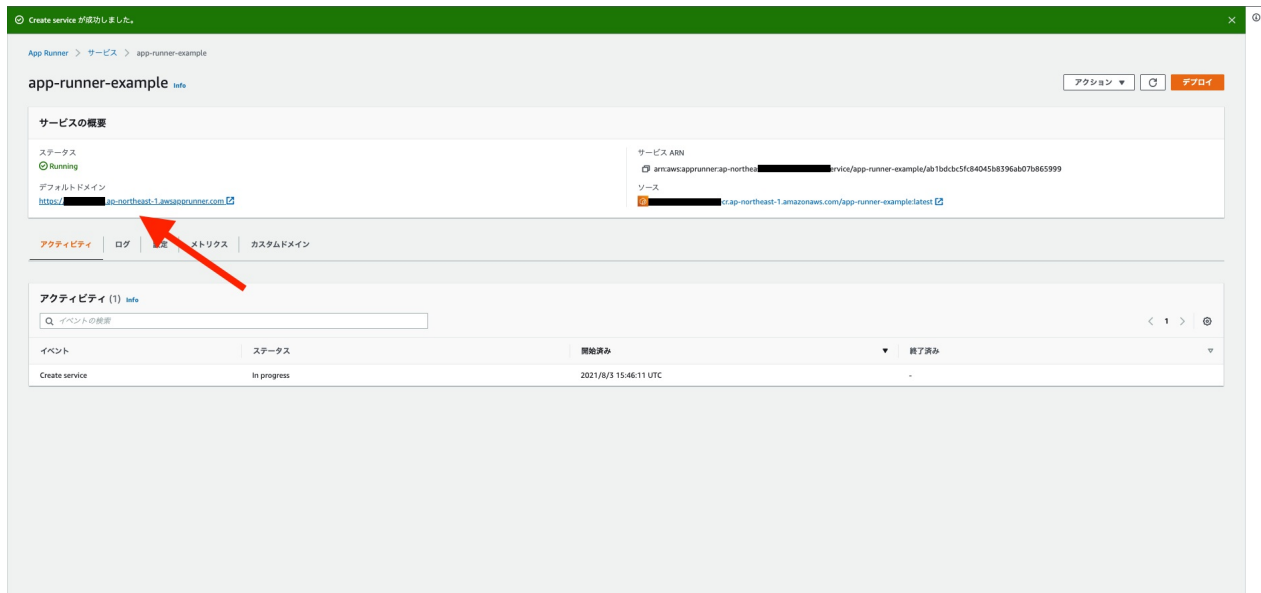 Create service が成功しました。
App Runner > サービス > app-runner-example
app-runner-example Info
アクション ▼
デプロイ
サービスの概要
ステータス
Running
デフォルトドメイン
https:/ .ap-northeast-1.awsapprunner.com
サービス ARN
arn:aws:apprunner:ap-northea ervice/app-runner-example/ab1bdcbc5fc84045b8396ab07b865999
ソース
cr.ap-northeast-1.amazonaws.com/app-runner-example:latest
アクティビティ ログ 定 メトリクス カスタムドメイン
アクティビティ (1) Info
イベントの検索
< 1 >
イベント ステータス 開始済み ▼ 終了済み
Create service In progress 2021/8/3 15:46:11 UTC -